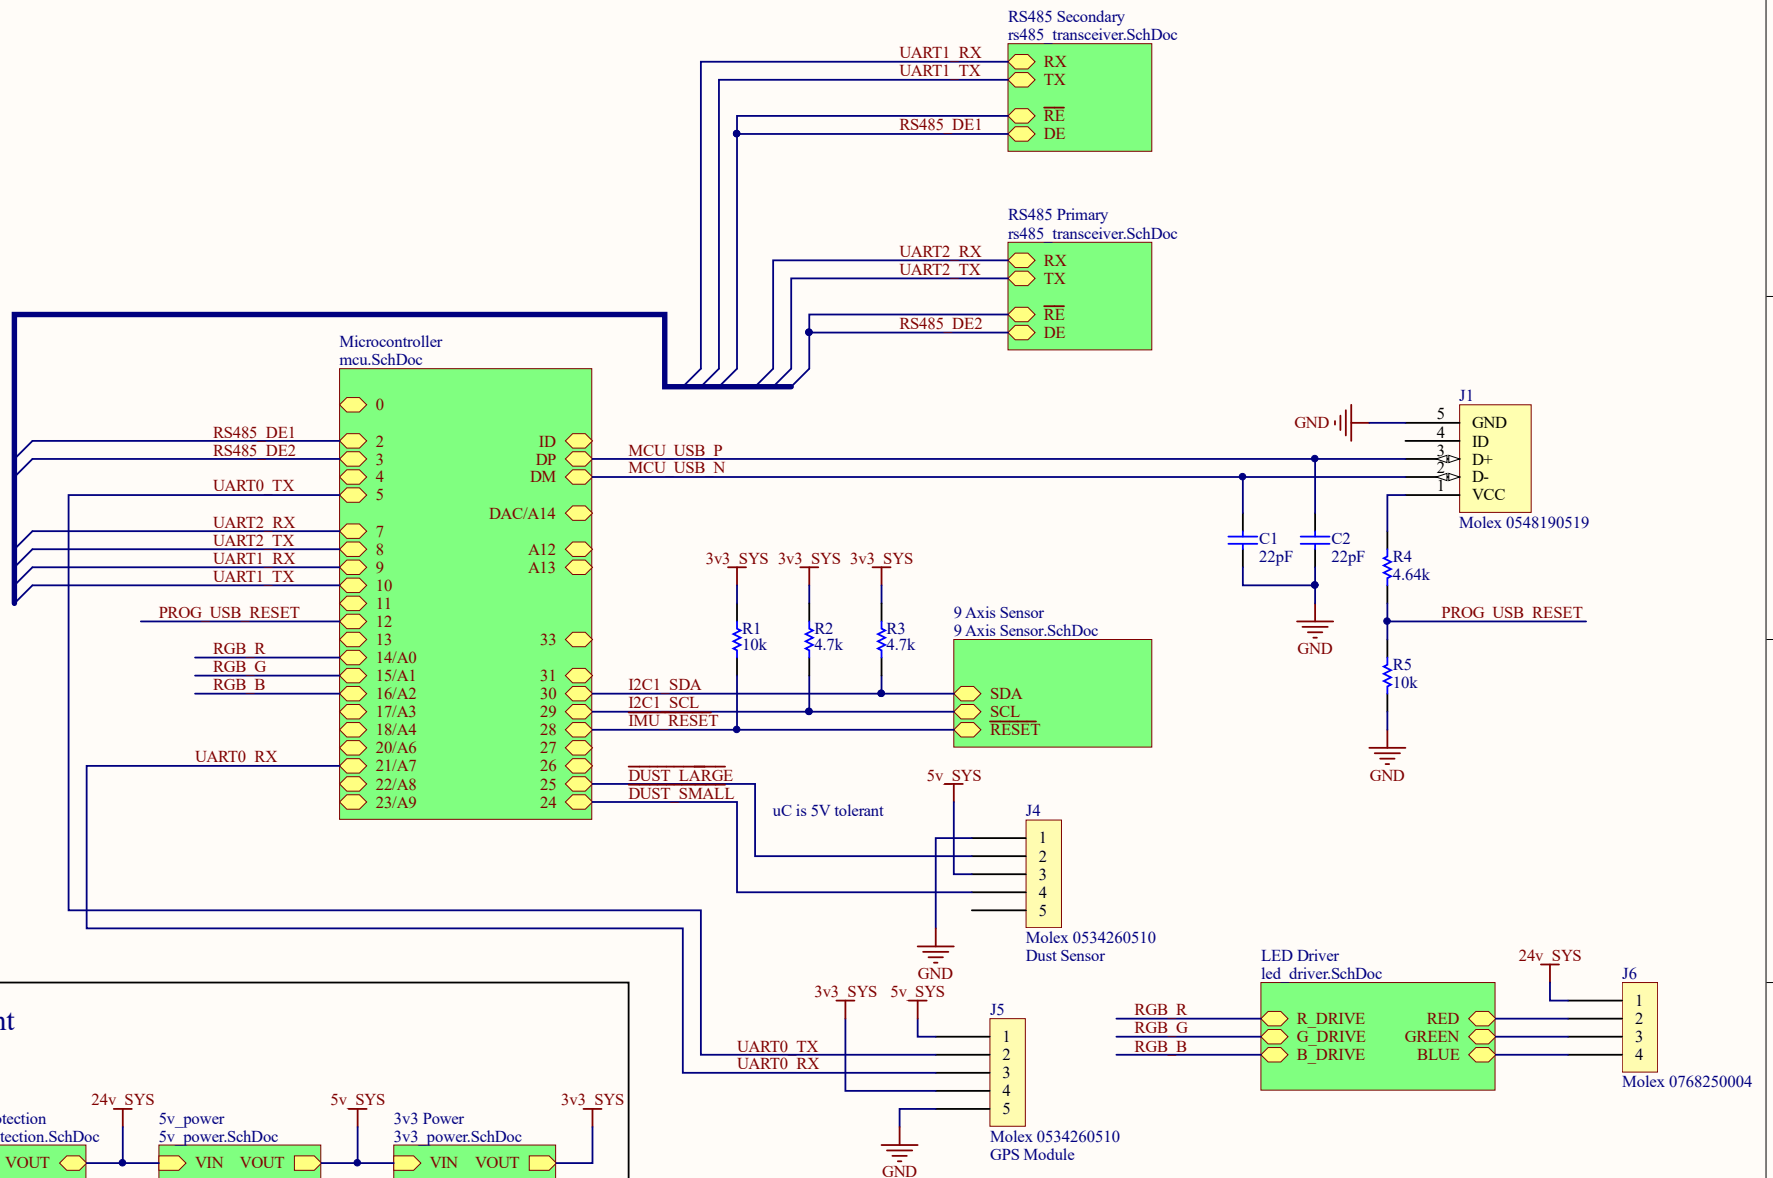 RS485 Secondary
rs485_transceiver.SchDoc
UART1_RX
RX
UART1_TX
TX
RE
RS485_DE1
DE
RS485 Primary
rs485_transceiver.SchDoc
UART2_RX
RX
UART2_TX
TX
RE
RS485_DE2
DE
Microcontroller
mcu.SchDoc
0
RS485_DE1
2
RS485_DE2
3
4
UART0_TX
5
UART2_RX
7
UART2_TX
8
UART1_RX
9
UART1_TX
10
11
PROG_USB_RESET
12
13
RGB_R
14/A0
RGB_G
15/A1
RGB_B
16/A2
17/A3
18/A4
20/A6
UART0_RX
21/A7
22/A8
23/A9
ID
DP
DM
DAC/A14
A12
A13
33
31
30
29
28
27
26
25
24
MCU_USB_P
MCU_USB_N
J1
GND
5
GND
4
ID
3
D+
2
D-
1
VCC
Molex 0548190519
C1
22pF
C2
22pF
GND
R4
4.64k
PROG_USB_RESET
R5
10k
GND
3v3_SYS
3v3_SYS
3v3_SYS
R1
10k
R2
4.7k
R3
4.7k
9 Axis Sensor
9 Axis Sensor.SchDoc
I2C1_SDA
SDA
I2C1_SCL
SCL
IMU_RESET
RESET
DUST_LARGE
DUST_SMALL
uC is 5V tolerant
5v_SYS
J4
1
2
3
4
5
GND
Molex 0534260510
Dust Sensor
3v3_SYS
5v_SYS
J5
1
UART0_TX
2
UART0_RX
3
4
5
GND
Molex 0534260510
GPS Module
LED Driver
led_driver.SchDoc
RGB_R
R_DRIVE
RED
RGB_G
G_DRIVE
GREEN
RGB_B
B_DRIVE
BLUE
24v_SYS
J6
1
2
3
4
Molex 0768250004
nt
24v_SYS
5v_SYS
3v3_SYS
otection
tection.SchDoc
VOUT
5v_power
5v_power.SchDoc
VIN
VOUT
3v3 Power
3v3_power.SchDoc
VIN
VOUT